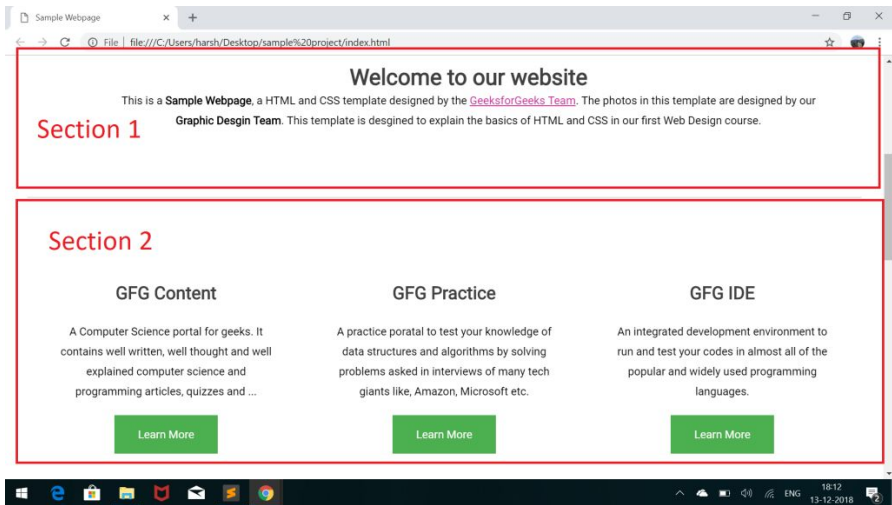 Sample Webpage
File | file:///C:/Users/harsh/Desktop/sample%20project/index.html
Welcome to our website
This is a Sample Webpage, a HTML and CSS template designed by the GeeksforGeeks Team. The photos in this template are designed by our
Graphic Desgin Team. This template is desgined to explain the basics of HTML and CSS in our first Web Design course.
Section 1
Section 2
GFG Content
A Computer Science portal for geeks. It
contains well written, well thought and well
explained computer science and
programming articles, quizzes and ...
Learn More
GFG Practice
A practice poratal to test your knowledge of
data structures and algorithms by solving
problems asked in interviews of many tech
giants like, Amazon, Microsoft etc.
Learn More
GFG IDE
An integrated development environment to
run and test your codes in almost all of the
popular and widely used programming
languages.
Learn More
ENG
18:12
13-12-2018
2